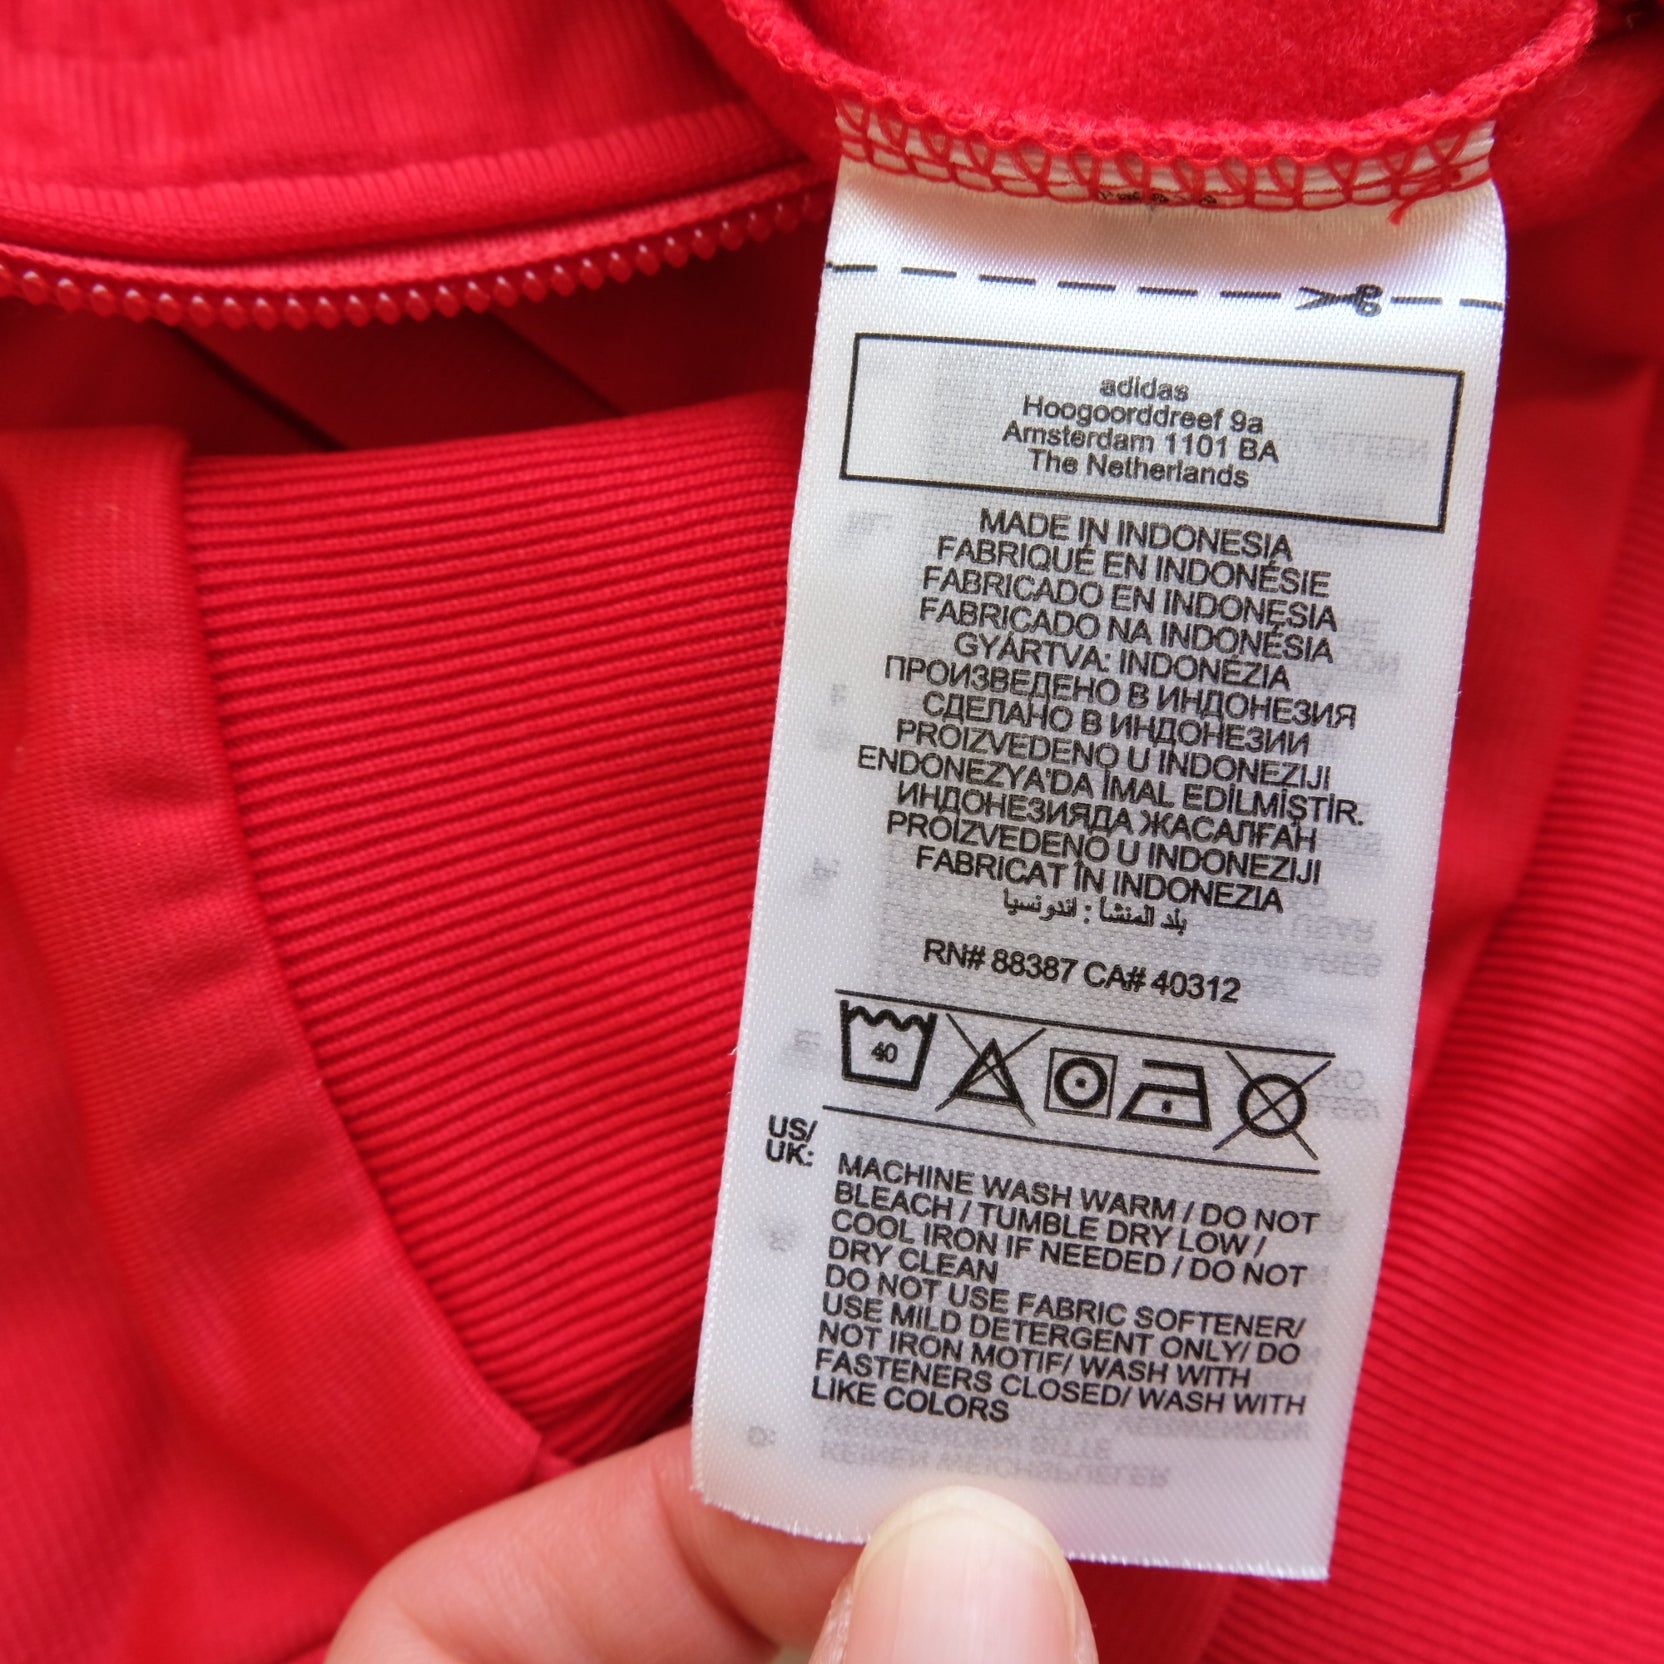 adidas
Hoogoorddreef 9a
Amsterdam 1101 BA
The Netherlands
MADE IN INDONESIA
FABRIQUÉ EN INDONÉSIE
FABRICADO EN INDONESIA
FABRICADO NA INDONÉSIA
GYÁRTVA: INDONÉZIA
ПРОИЗВЕДЕНО В ИНДОНЕЗИЯ
СДЕЛАНО В ИНДОНЕЗИИ
PROIZVEDENO U INDONEZIJI
ENDONEZYA'DA İMAL EDİLMİŞTİR.
ИНДОНЕЗИЯДА ЖАСАЛҒАН
PROIZVEDENO U INDONEZIJI
FABRICAT ÎN INDONEZIA
بلد المنشأ : اندونسيا
RN# 88387 CA# 40312
40
US/
UK:
MACHINE WASH WARM / DO NOT
BLEACH / TUMBLE DRY LOW /
COOL IRON IF NEEDED / DO NOT
DRY CLEAN
DO NOT USE FABRIC SOFTENER/
USE MILD DETERGENT ONLY/ DO
NOT IRON MOTIF/ WASH WITH
FASTENERS CLOSED/ WASH WITH
LIKE COLORS